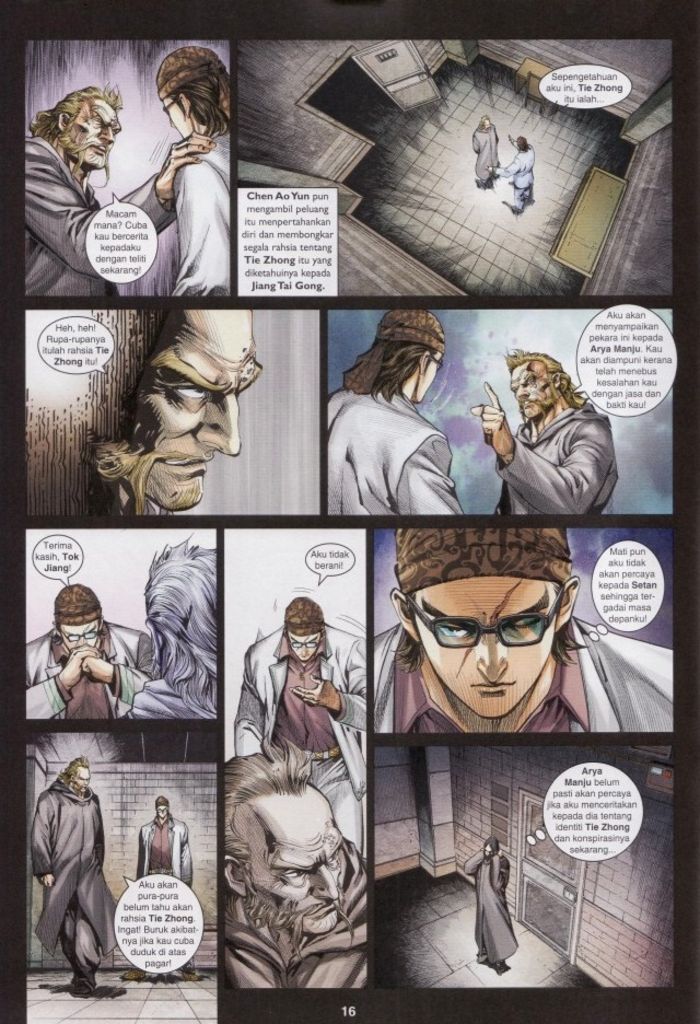 Macam
mana? Cuba
kau bercerita
kepadaku
dengan teliti
sekarang!
Sepengetahuan
aku ini, Tie Zhong
itu ialah...
Chen Ao Yun pun
mengambil peluang
itu menpertahankan
diri dan membongkar
segala rahsia tentang
Tie Zhong itu yang
diketahuinya kepada
Jiang Tai Gong.
Heh, heh!
Rupa-rupanya
itulah rahsia Tie
Zhong itu!
Aku akan
menyampaikan
pekara ini kepada
Arya Manju. Kau
akan dimaafkan kerana
telah menebus
kesalahan kau
dengan jasa dan
bakti kau!
Terima
kasih, Tok
Jiang!
Aku tidak
berani!
Mati pun
aku tidak
akan percaya
kepada Setan
sehingga ter-
gadai masa
depanku!
Aku akan
pura-pura
belum tahu akan
rahsia Tie Zhong.
Ingat! Buruk akibat-
nya jika kau cuba
duduk di atas
pagar!
Arya
Manju belum
pasti akan percaya
jika aku menceritakan
kepada dia tentang
identiti Tie Zhong
dan konspirasinya
sekarang...
16